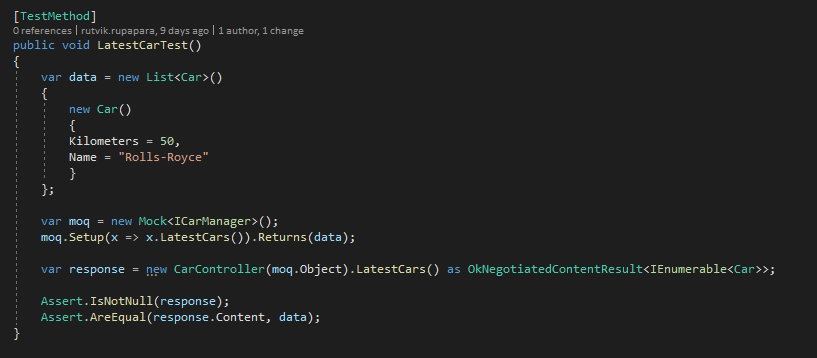 [TestMethod]
0 references | rutvik.rupapara, 9 days ago | 1 author, 1 change
public void LatestCarTest()
{
    var data = new List<Car>()
    {
        new Car()
        {
        Kilometers = 50,
        Name = "Rolls-Royce"
        }
    };

    var moq = new Mock<ICarManager>();
    moq.Setup(x => x.LatestCars()).Returns(data);

    var response = new CarController(moq.Object).LatestCars() as OkNegotiatedContentResult<IEnumerable<Car>>;

    Assert.IsNotNull(response);
    Assert.AreEqual(response.Content, data);
}